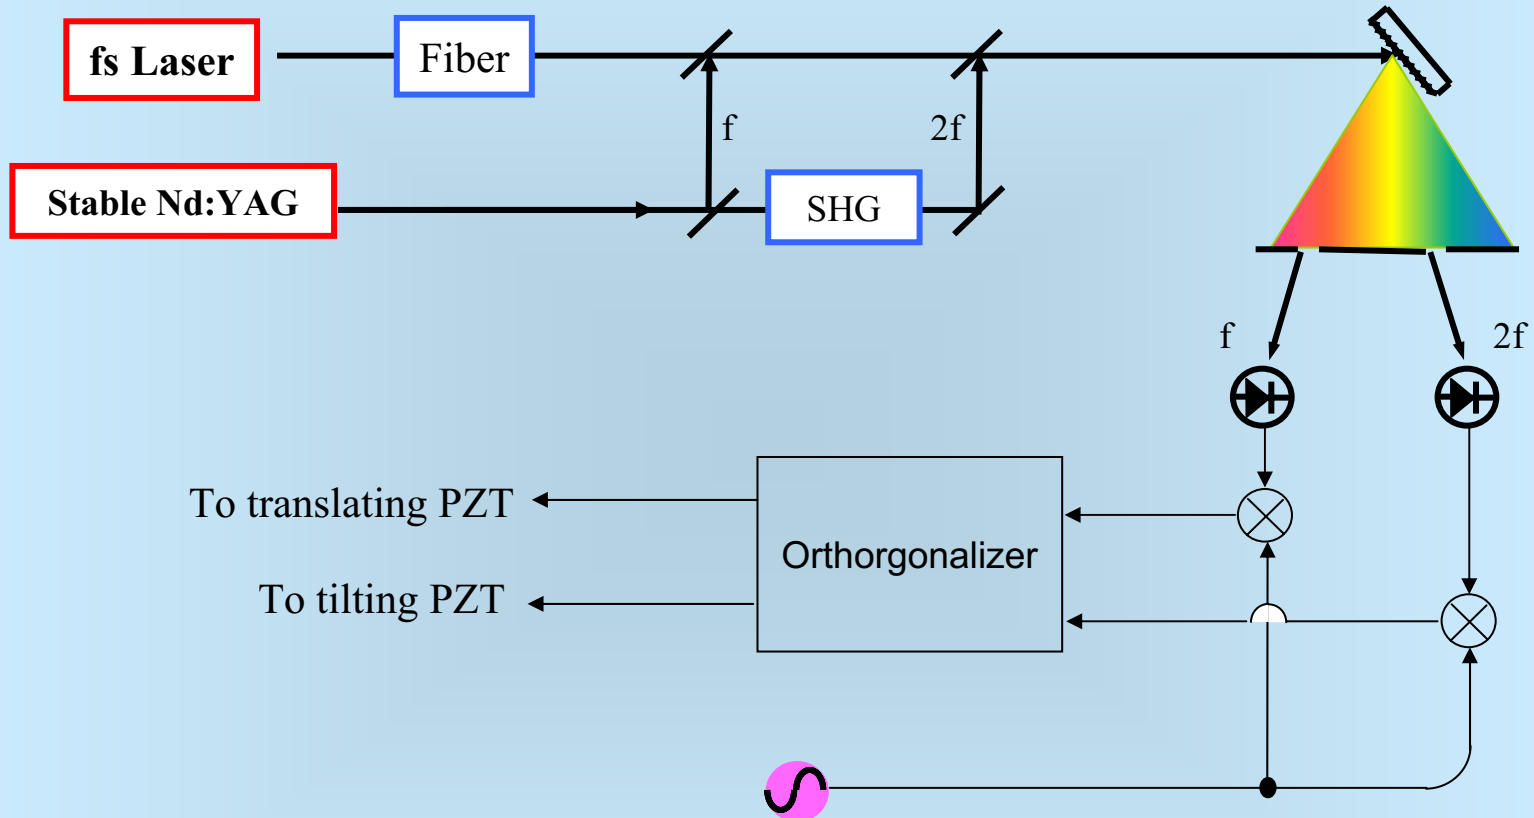 fs Laser
Fiber
f
2f
Stable Nd:YAG
SHG
f
2f
To translating PZT
Orthorgonalizer
To tilting PZT